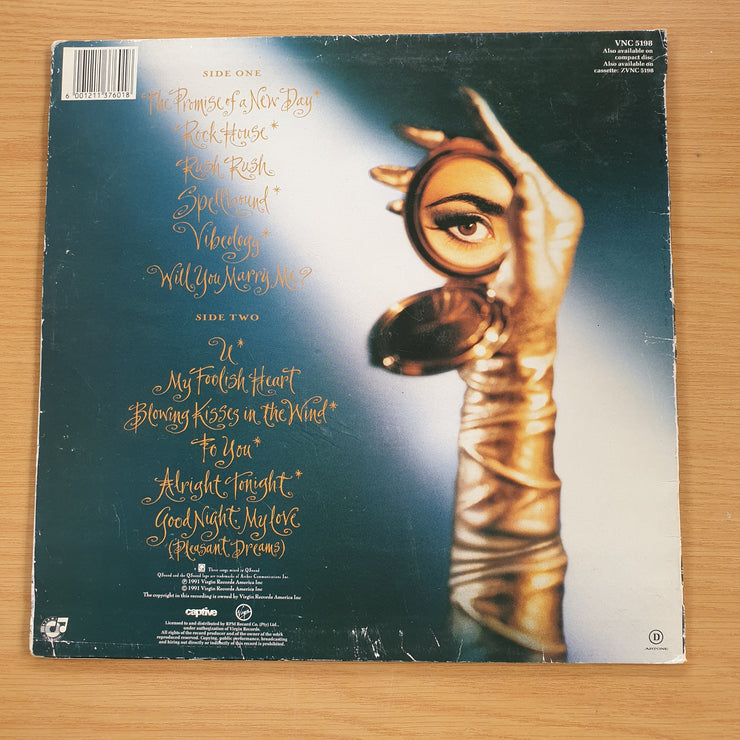 VNC 5198
Also available on
compact disc
Also available on
cassette: ZVNC 5198
6 001211 376018
SIDE ONE
The Promise of a New Day*
Rock House*
Rush Rush
Spellbound*
Vibeology*
Will You Marry Me?
SIDE TWO
U*
My Foolish Heart
Blowing Kisses in the Wind*
To You*
Alright Tonight*
Good Night, My Love
(Pleasant Dreams)
* Q These songs mixed in QSound
QSound and the QSound logo are trademarks of Archer Communications Inc.
℗ 1991 Virgin Records America Inc
© 1991 Virgin Records America Inc.
The copyright in this recording is owned by Virgin Records America Inc
captive
Virgin
Licensed to and distributed by RPM Record Co. (Pty) Ltd.,
under authorization of Virgin Records.
All rights of the record producer and of the owner of the work
reproduced reserved. Copying, public performance, broadcasting
and hiring out directly or indirectly of this record is prohibited.
D
ARTONE